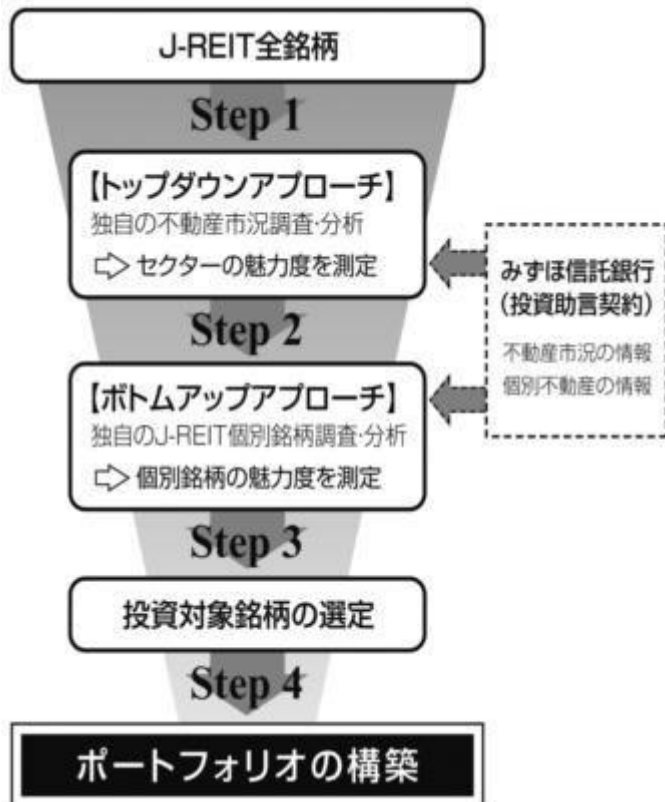 J-REIT全銘柄
Step 1
【トップダウンアプローチ】
独自の不動産市況調査・分析
⇨ セクターの魅力度を測定
みずほ信託銀行
(投資助言契約)
不動産市況の情報
個別不動産の情報
Step 2
【ボトムアップアプローチ】
独自のJ-REIT個別銘柄調査・分析
⇨ 個別銘柄の魅力度を測定
Step 3
投資対象銘柄の選定
Step 4
ポートフォリオの構築